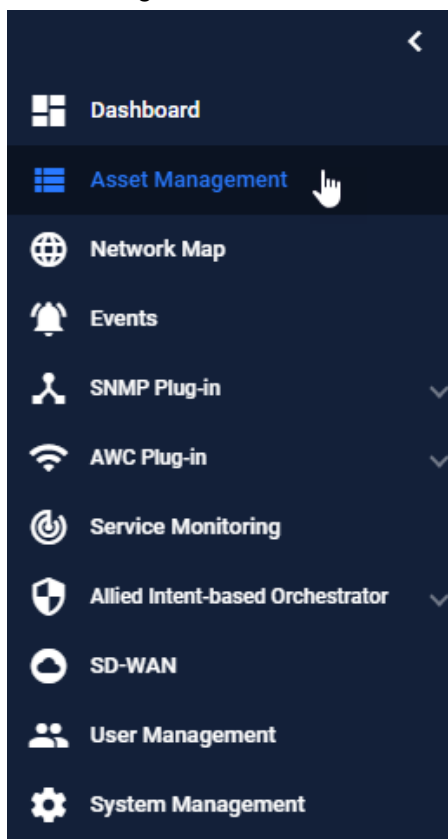 Dashboard
Asset Management
Network Map
Events
SNMP Plug-in
AWC Plug-in
Service Monitoring
Allied Intent-based Orchestrator
SD-WAN
User Management
System Management